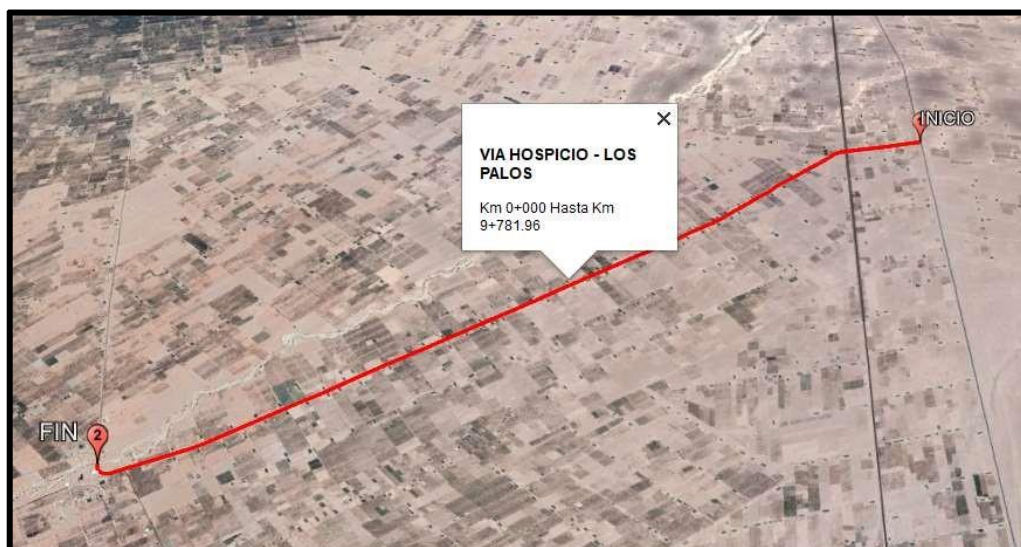 INICIO
VIA HOSPICIO - LOS
PALOS
Km 0+000 Hasta Km
9+781.96
FIN
2